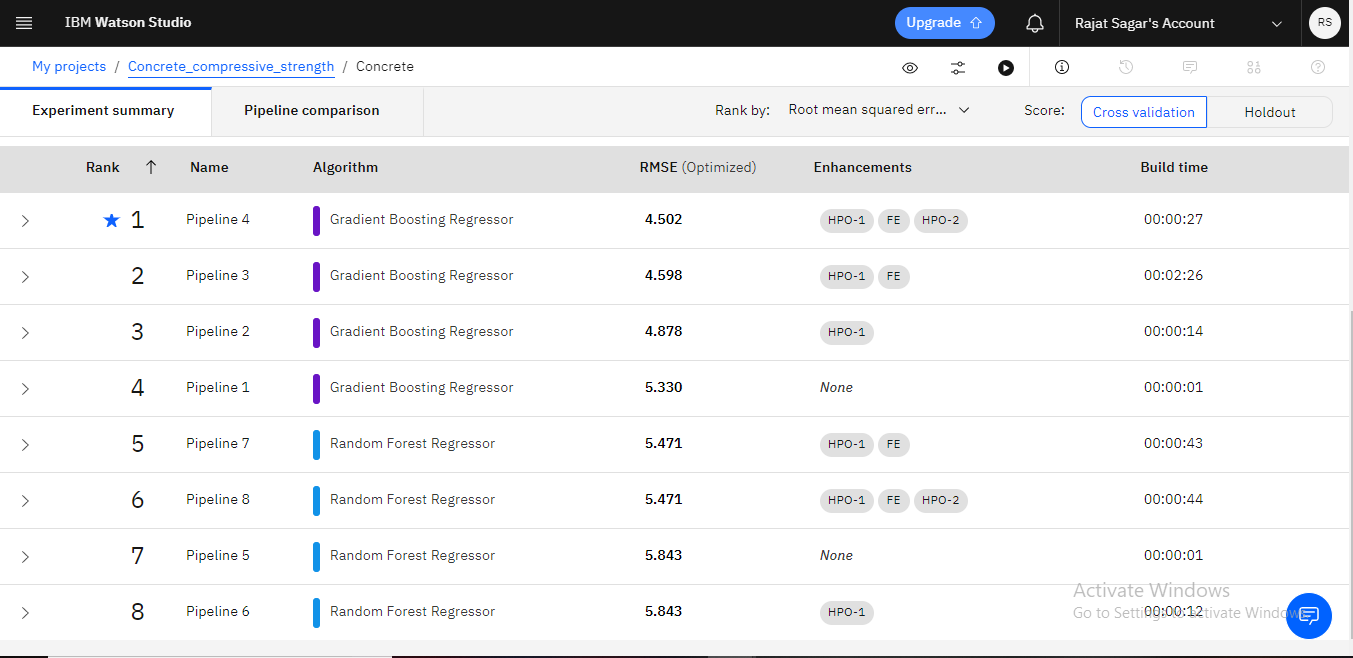 IBM Watson Studio Upgrade Rajat Sagar's Account RS
My projects / Concrete_compressive_strength / Concrete
Experiment summary Pipeline comparison Rank by: Root mean squared err... Score: Cross validation Holdout
Rank Name Algorithm RMSE (Optimized) Enhancements Build time
1 Pipeline 4 Gradient Boosting Regressor 4.502 HPO-1 FE HPO-2 00:00:27
2 Pipeline 3 Gradient Boosting Regressor 4.598 HPO-1 FE 00:02:26
3 Pipeline 2 Gradient Boosting Regressor 4.878 HPO-1 00:00:14
4 Pipeline 1 Gradient Boosting Regressor 5.330 None 00:00:01
5 Pipeline 7 Random Forest Regressor 5.471 HPO-1 FE 00:00:43
6 Pipeline 8 Random Forest Regressor 5.471 HPO-1 FE HPO-2 00:00:44
7 Pipeline 5 Random Forest Regressor 5.843 None 00:00:01
Activate Windows
8 Pipeline 6 Random Forest Regressor 5.843 HPO-1 00:00:12
Go to Settings to activate Windows